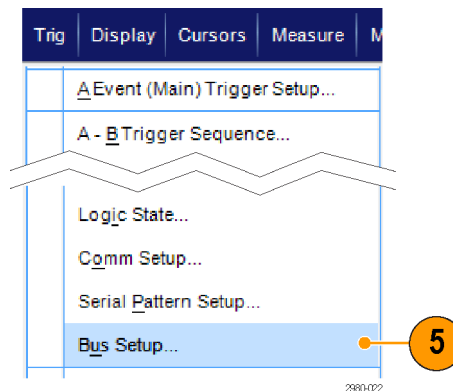 Trig Display Cursors Measure M
A Event (Main) Trigger Setup...
A - B Trigger Sequence...
Logic State...
Comm Setup...
Serial Pattern Setup...
Bus Setup...
5
2980-022